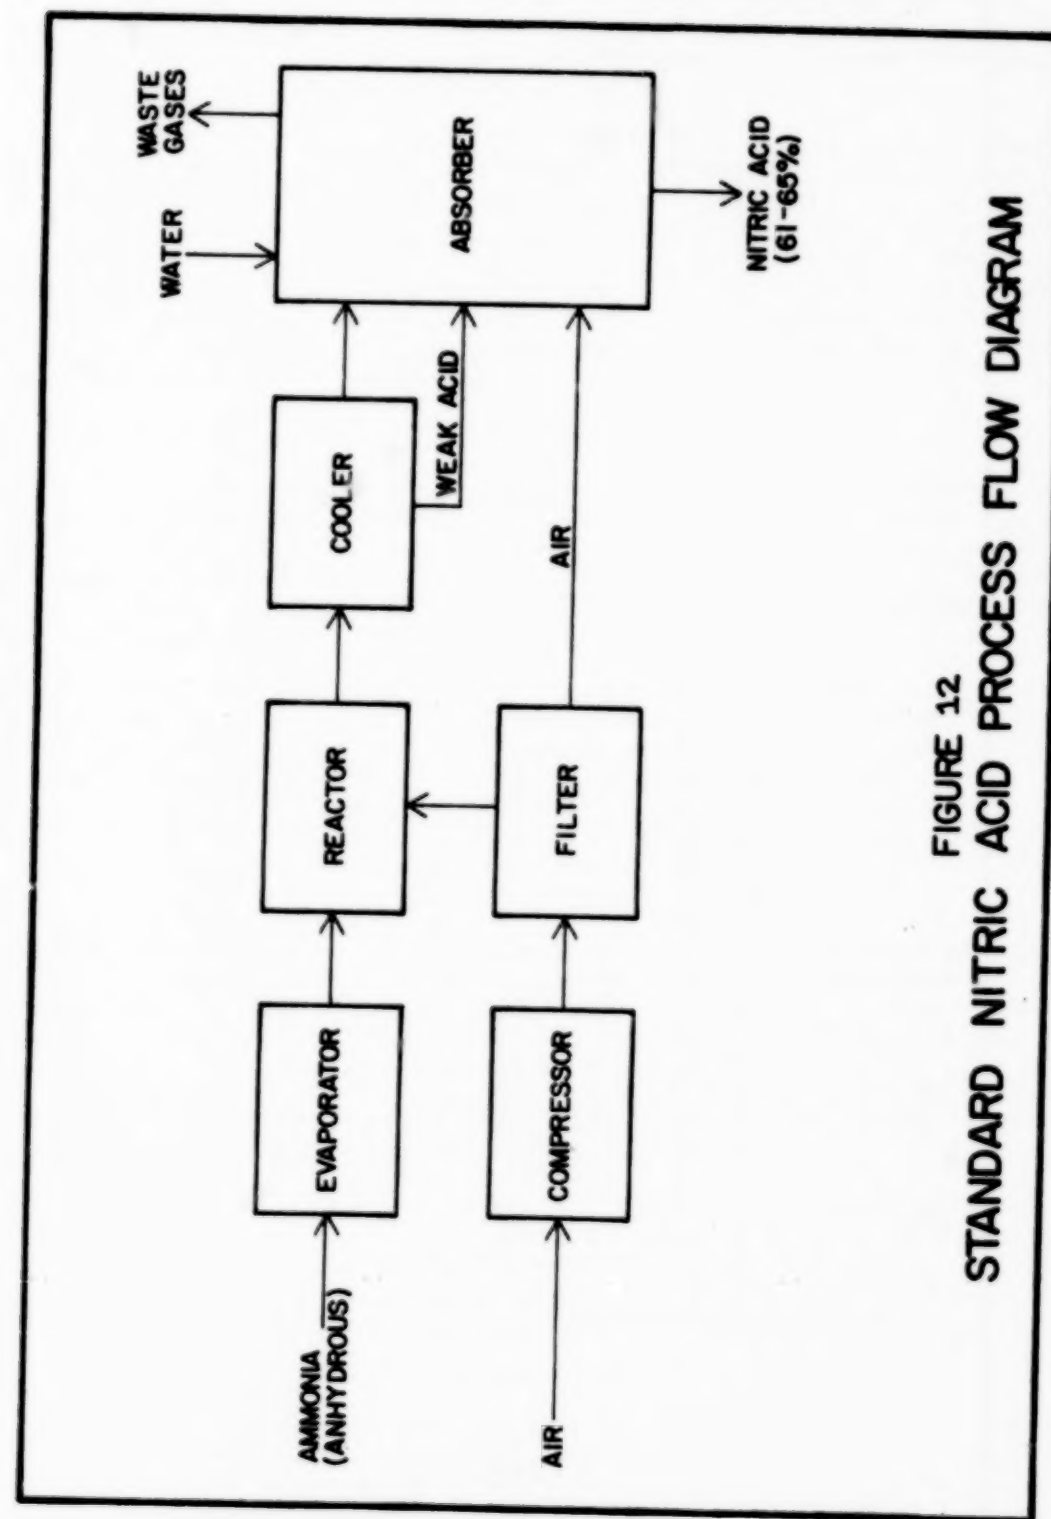 WASTE
GASES
WATER
ABSORBER
NITRIC ACID
(61-65%)
COOLER
WEAK ACID
AIR
REACTOR
FILTER
EVAPORATOR
COMPRESSOR
AMMONIA
(ANHYDROUS)
AIR
FIGURE 12
STANDARD NITRIC ACID PROCESS FLOW DIAGRAM